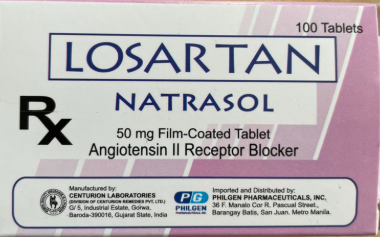 100 Tablets
LOSARTAN
NATRASOL
Rx
50 mg Film-Coated Tablet
Angiotensin II Receptor Blocker
Manufactured by:
CENTURION LABORATORIES
(DIVISION OF CENTURION REMEDIES PVT. LTD.)
G/ 5, Industrial Estate, Gorwa,
Baroda-390016, Gujarat State, India
PG
PHILGEN
PHARMACEUTICALS, INC.
Imported and Distributed by:
PHILGEN PHARMACEUTICALS, INC,
36 F. Manalo Cor R. Pascual Street.,
Barangay Batis, San Juan. Metro Manila.